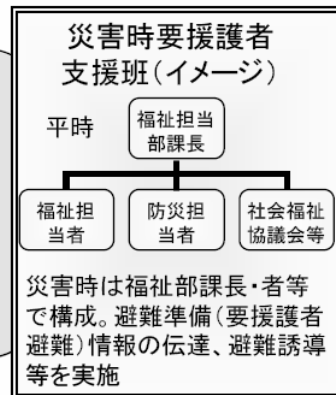 災害時要援護者
支援班(イメージ)
平時
福祉担当
部課長
福祉担
当者
防災担
当者
社会福祉
協議会等
災害時は福祉部課長・者等
で構成。避難準備(要援護者
避難)情報の伝達、避難誘導
等を実施